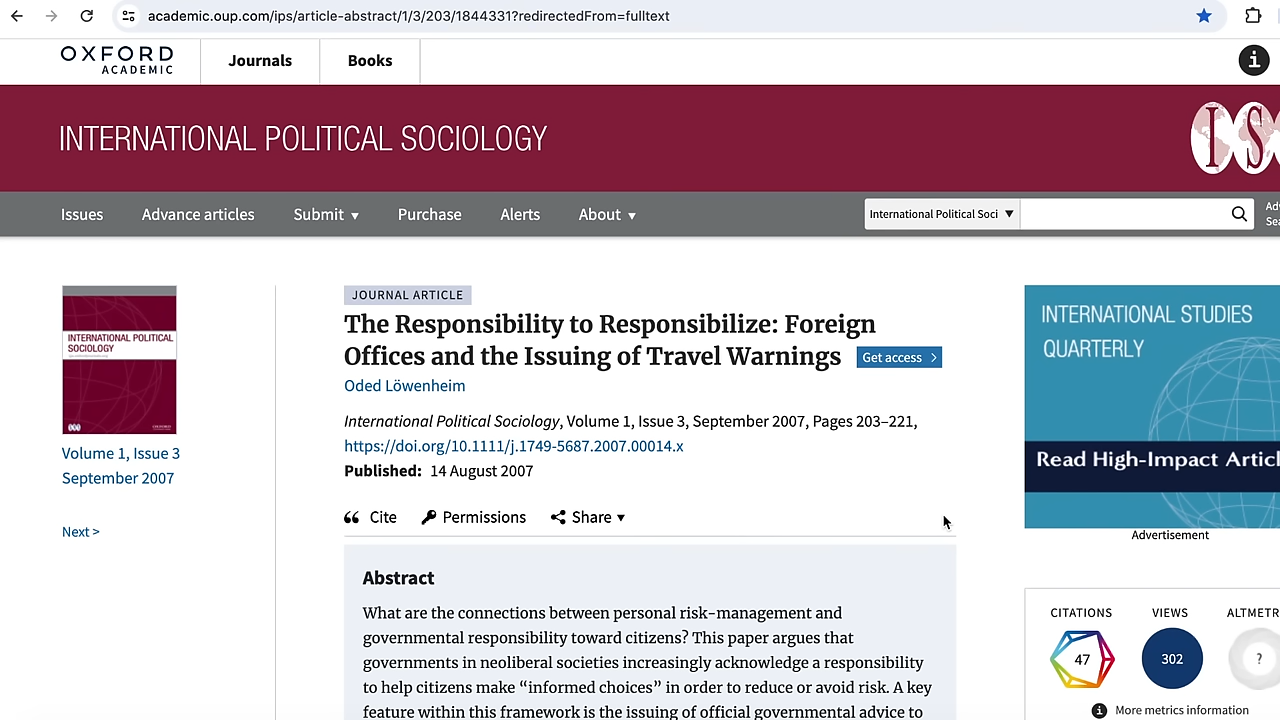 academic.oup.com/ips/article-abstract/1/3/203/1844331?redirectedFrom=fulltext
OXFORD
ACADEMIC
Journals
Books
INTERNATIONAL POLITICAL SOCIOLOGY
I S
Issues
Advance articles
Submit
Purchase
Alerts
About
International Political Soci
Adv
Sea
INTERNATIONAL POLITICAL
SOCIOLOGY
Volume 1, Issue 3
September 2007
Next >
JOURNAL ARTICLE
The Responsibility to Responsibilize: Foreign
Offices and the Issuing of Travel Warnings
Get access >
Oded Löwenheim
International Political Sociology, Volume 1, Issue 3, September 2007, Pages 203–221,
https://doi.org/10.1111/j.1749-5687.2007.00014.x
Published: 14 August 2007
Cite
Permissions
Share
Abstract
What are the connections between personal risk-management and
governmental responsibility toward citizens? This paper argues that
governments in neoliberal societies increasingly acknowledge a responsibility
to help citizens make “informed choices” in order to reduce or avoid risk. A key
feature within this framework is the issuing of official governmental advice to
INTERNATIONAL STUDIES
QUARTERLY
Read High-Impact Articl
Advertisement
CITATIONS
VIEWS
ALTMETR
47
302
?
More metrics information